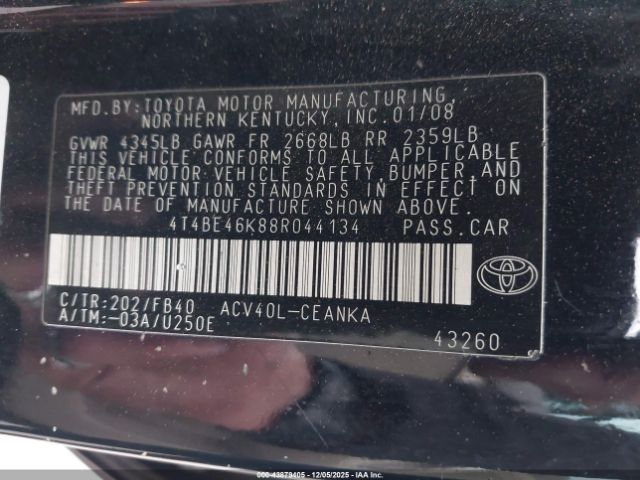 MFD.BY:TOYOTA MOTOR MANUFACTURING,
NORTHERN KENTUCKY,INC.01/08
GVWR 4345LB GAWR FR 2668LB RR 2359LB
THIS VEHICLE CONFORMS TO ALL APPLICABLE
FEDERAL MOTOR VEHICLE SAFETY,BUMPER,AND
THEFT PREVENTION STANDARDS IN EFFECT ON
THE DATE OF MANUFACTURE SHOWN ABOVE.
4T4BE46K88R044134 PASS.CAR
C/TR:202/FB40 ACV40L-CEANKA
A/TM:-03A/U250E 43260
000-43879405 - 12/05/2025 - IAAI.COM